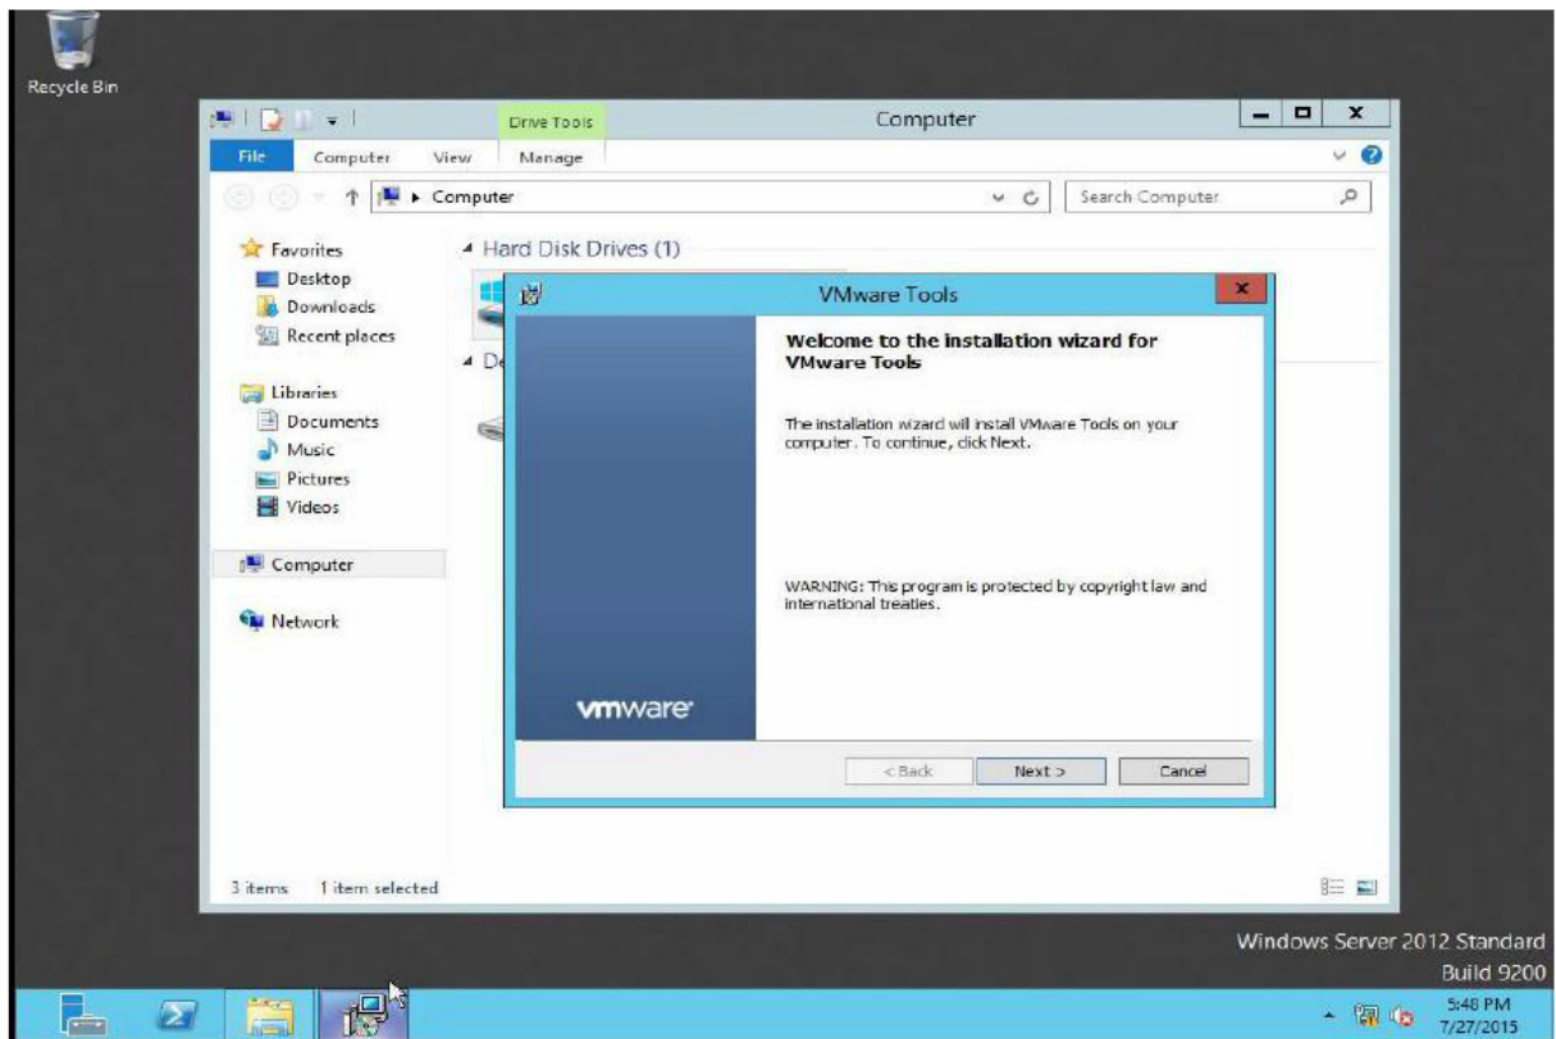 Recycle Bin
Drive Tools
Computer
File
Computer
View
Manage
Computer
Search Computer
Favorites
Desktop
Downloads
Recent places
Libraries
Documents
Music
Pictures
Videos
Computer
Network
Hard Disk Drives (1)
De
VMware Tools
Welcome to the installation wizard for
VMware Tools
The installation wizard will install VMware Tools on your
computer. To continue, click Next.
WARNING: This program is protected by copyright law and
international treaties.
vmware
< Back
Next >
Cancel
3 items
1 item selected
Windows Server 2012 Standard
Build 9200
5:48 PM
7/27/2015